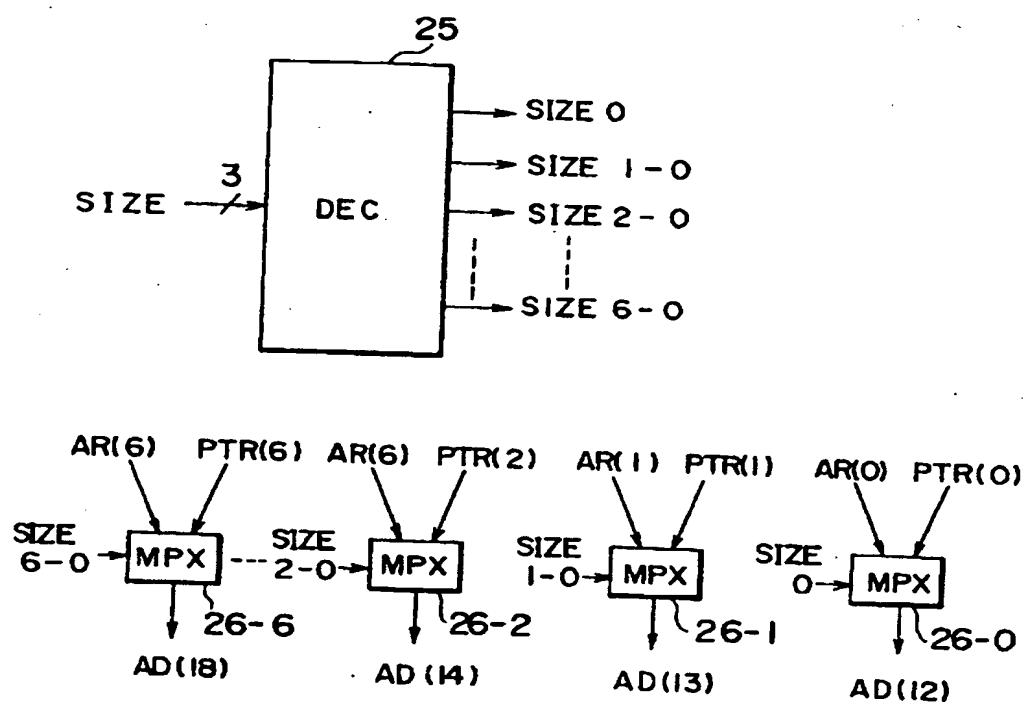 25
SIZE 0
SIZE 1-0
SIZE 3 DEC
SIZE 2-0
SIZE 6-0
AR(6) PTR(6) AR(6) PTR(2) AR(1) PTR(1) AR(0) PTR(0)
SIZE 6-0 MPX SIZE 2-0 MPX SIZE 1-0 MPX SIZE 0 MPX
26-6 26-2 26-1 26-0
AD(18) AD(14) AD(13) AD(12)